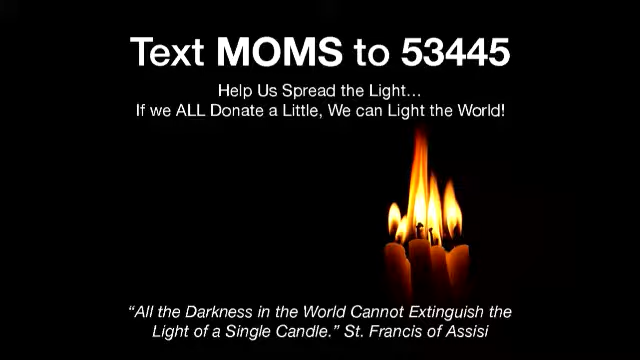 Text MOMS to 53445
Help Us Spread the Light…
If we ALL Donate a Little, We can Light the World!
“All the Darkness in the World Cannot Extinguish the
Light of a Single Candle.” St. Francis of Assisi